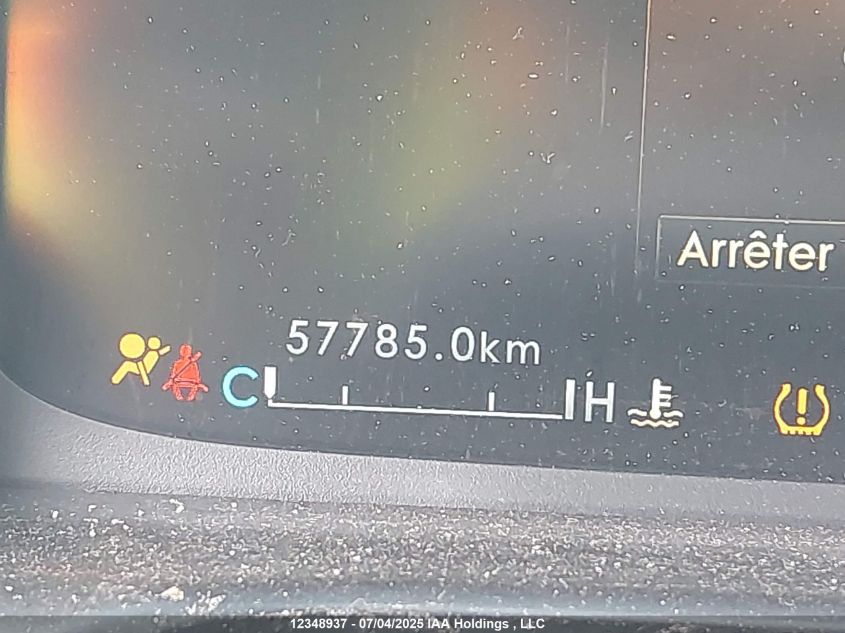 Arrêter
57785.0km
C H
12348937 - 07/04/2025 IAA Holdings , LLC